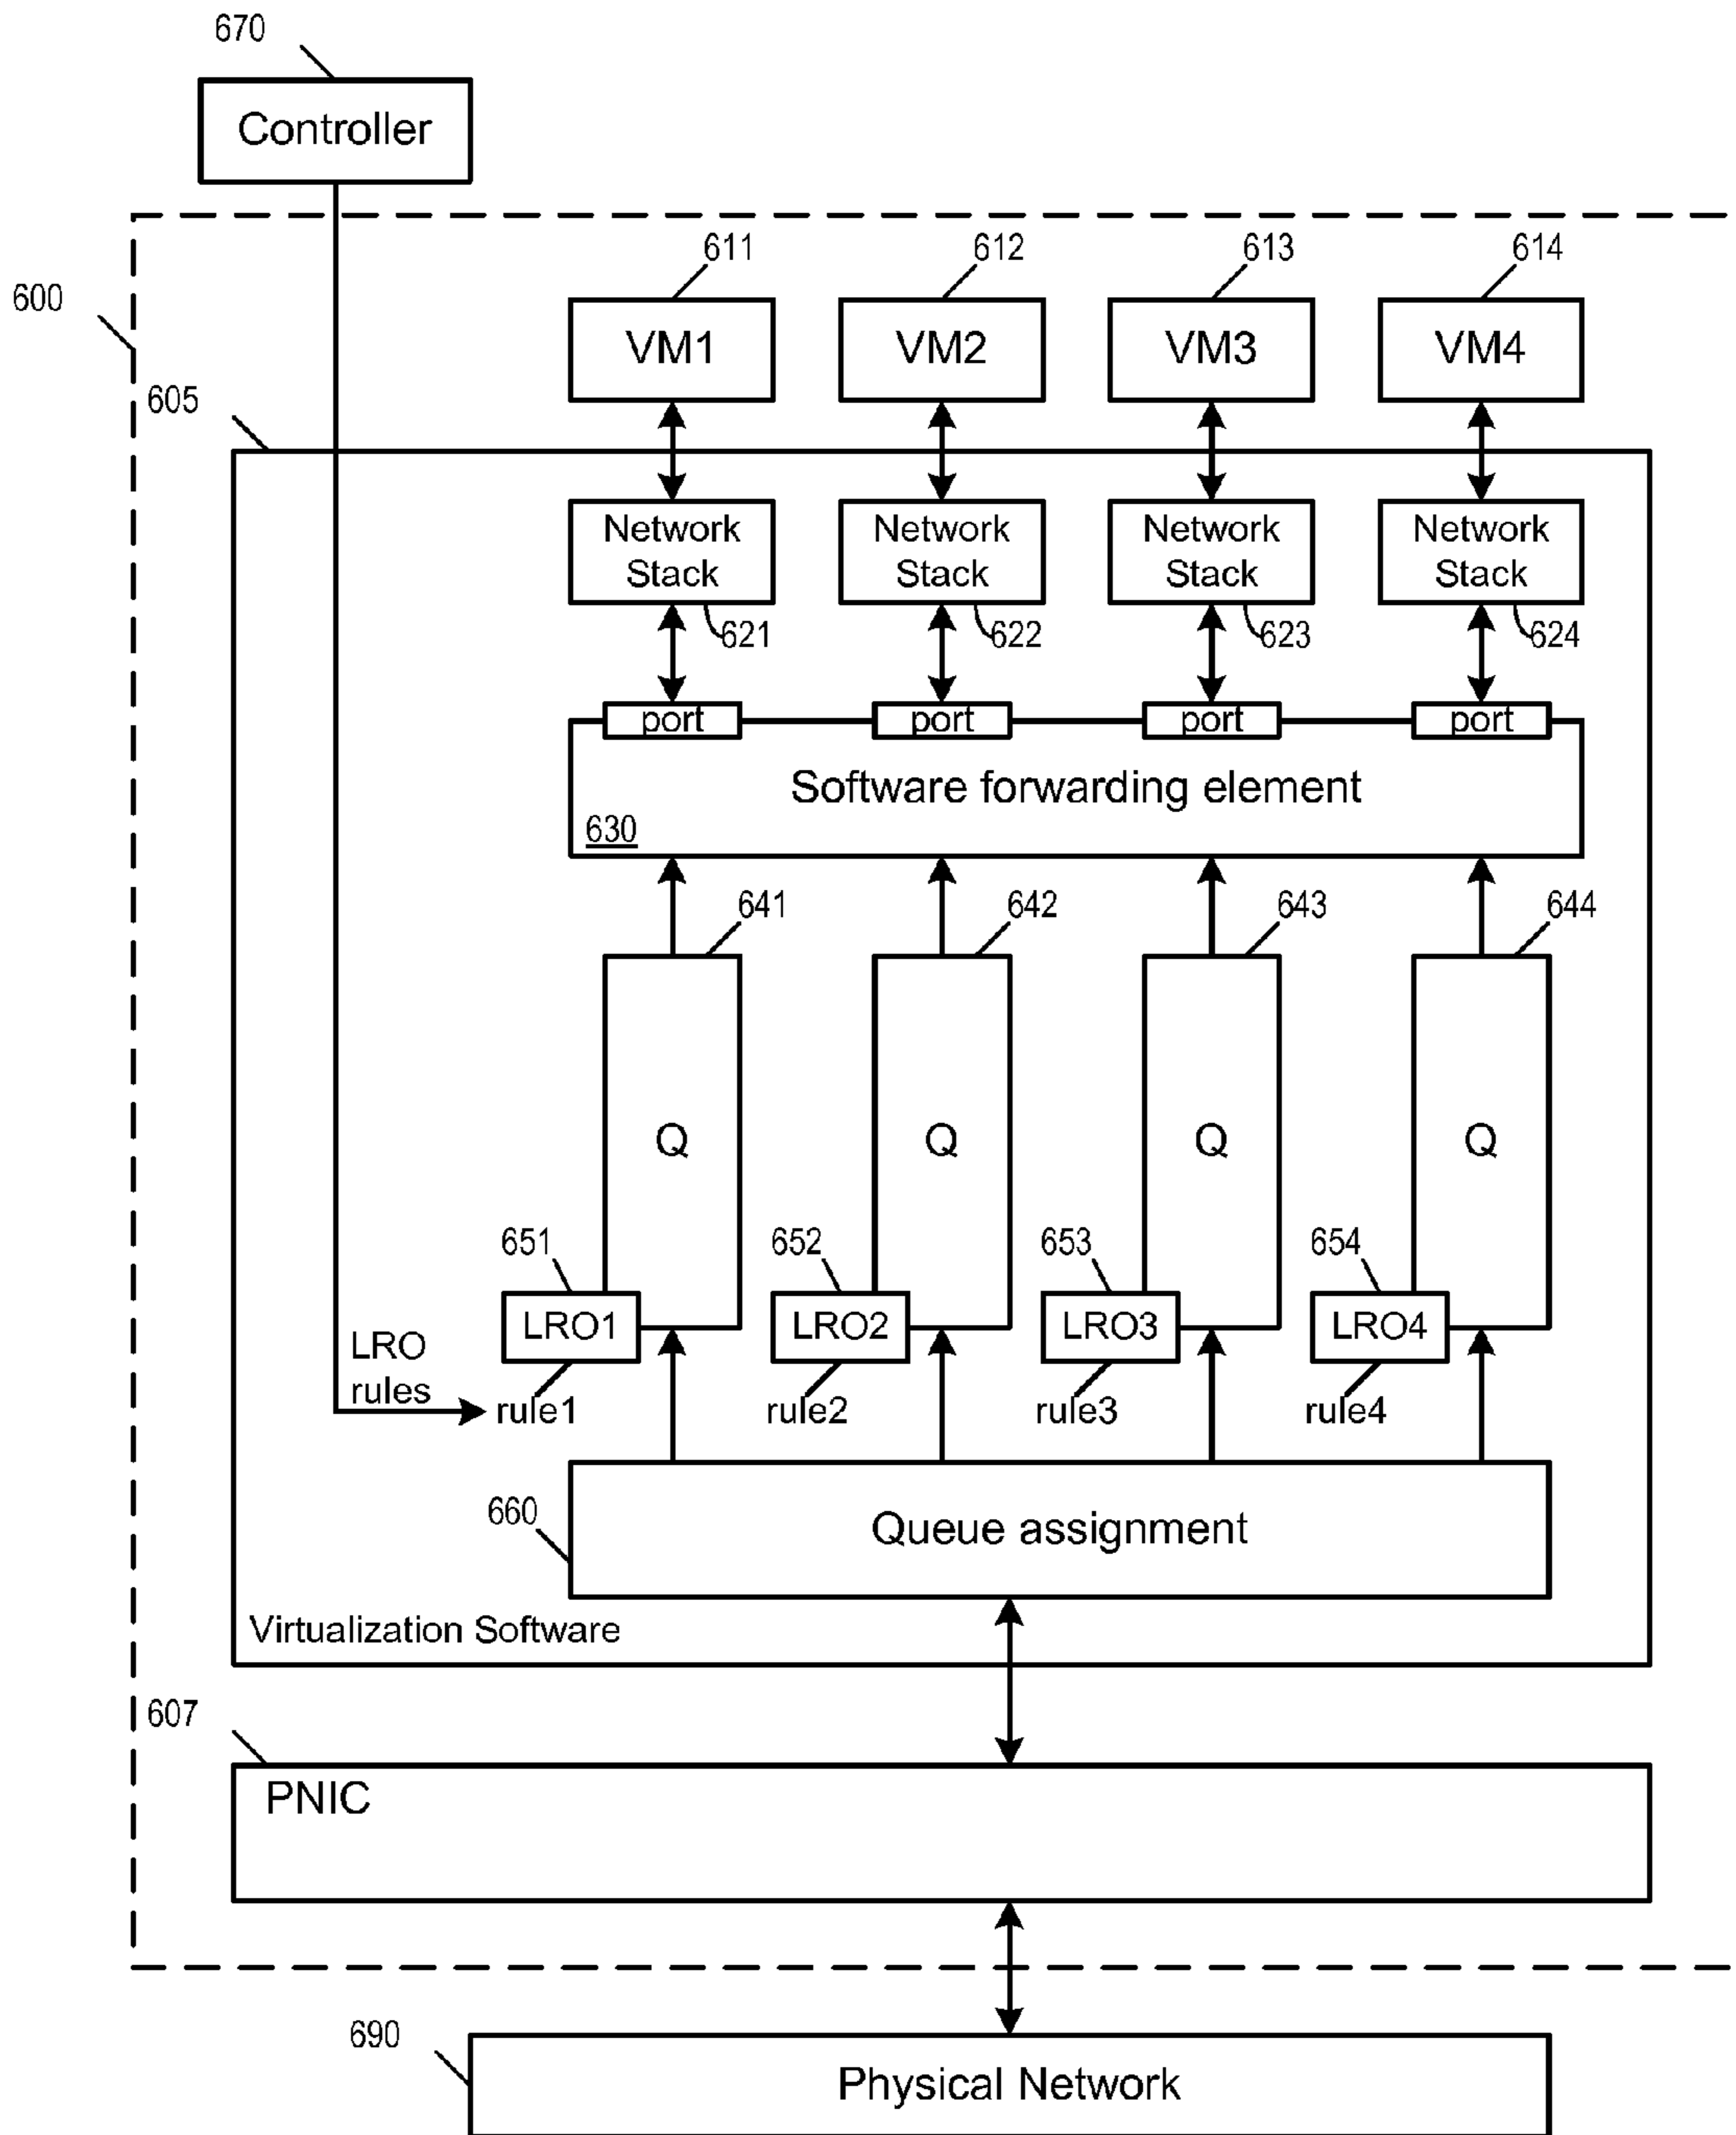 670
Controller
600
611
612
613
614
VM1
VM2
VM3
VM4
605
Network
Stack
Network
Stack
Network
Stack
Network
Stack
621
622
623
624
port
port
port
port
Software forwarding element
630
641
642
643
644
Q
Q
Q
Q
651
652
653
654
LRO1
LRO2
LRO3
LRO4
LRO
rules
rule1
rule2
rule3
rule4
660
Queue assignment
Virtualization Software
607
PNIC
690
Physical Network